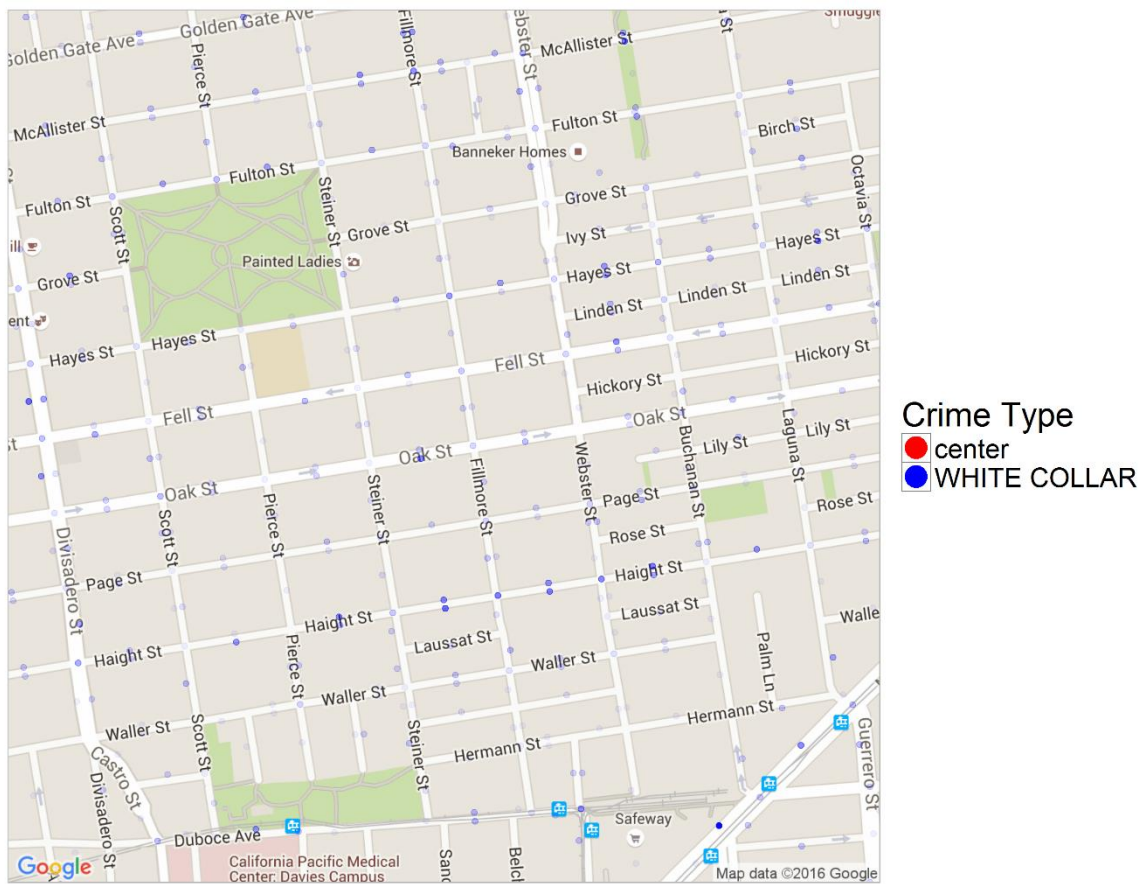 Golden Gate Ave
Golden Gate Ave
Pierce St
Fillmore St
McAllister St
McAllister St
Fulton St
Birch St
Banneker Homes
Octavia St
Fulton St
Fulton St
Scott St
Steiner St
Grove St
Grove St
Ivy St
Hayes St
Painted Ladies
Grove St
Hayes St
Linden St
Linden St
Linden St
Hayes St
Hayes St
Fell St
Hickory St
Hickory St
Fell St
Oak St
Laguna St
Lily St
Lily St
Buchanan St
Oak St
Crime Type
center
WHITE COLLAR
Oak St
Fillmore St
Webster St
Page St
Rose St
Steiner St
Pierce St
Scott St
Divisadero St
Rose St
Page St
Haight St
Laussat St
Haight St
Laussat St
Haight St
Pierce St
Waller St
Palm Ln
Waller St
Hermann St
Waller St
Scott St
Steiner St
Hermann St
Guerrero St
Castro St
Divisadero St
Safeway
Duboce Ave
California Pacific Medical
Center: Davies Campus
Google
Map data ©2016 Google